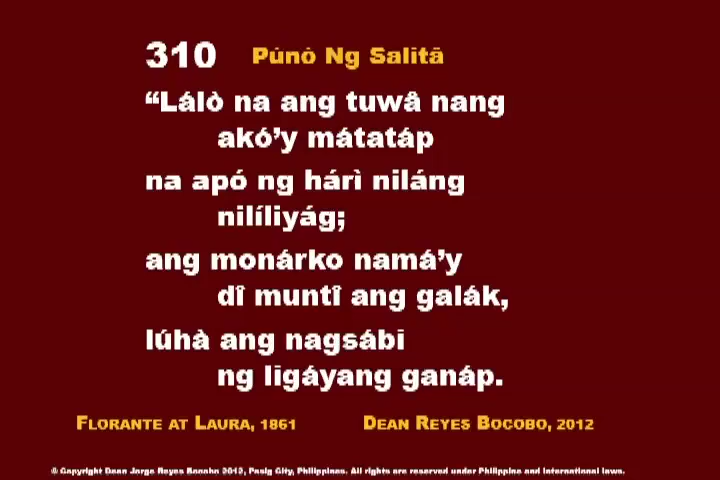 310 Púnò Ng Salitâ
“Lálò na ang tuwâ nang
akó’y mátatáp
na apó ng hárì niláng
nilíliyág;
ang monárko namá’y
dî muntî ang galák,
lúhà ang nagsábi
ng ligáyang ganáp.
FLORANTE AT LAURA, 1861 DEAN REYES BOCOBO, 2012
© Copyright Dean Jorge Reyes Bocobo 2012, Pasig City, Philippines. All rights are reserved under Philippine and international laws.